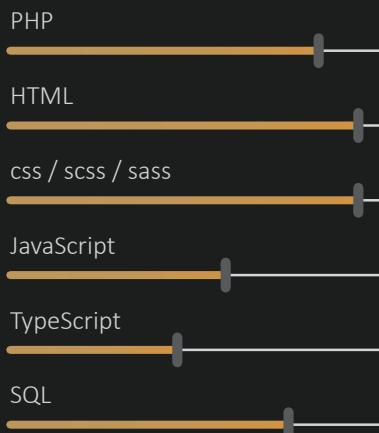 PHP
HTML
css / scss / sass
JavaScript
TypeScript
SQL